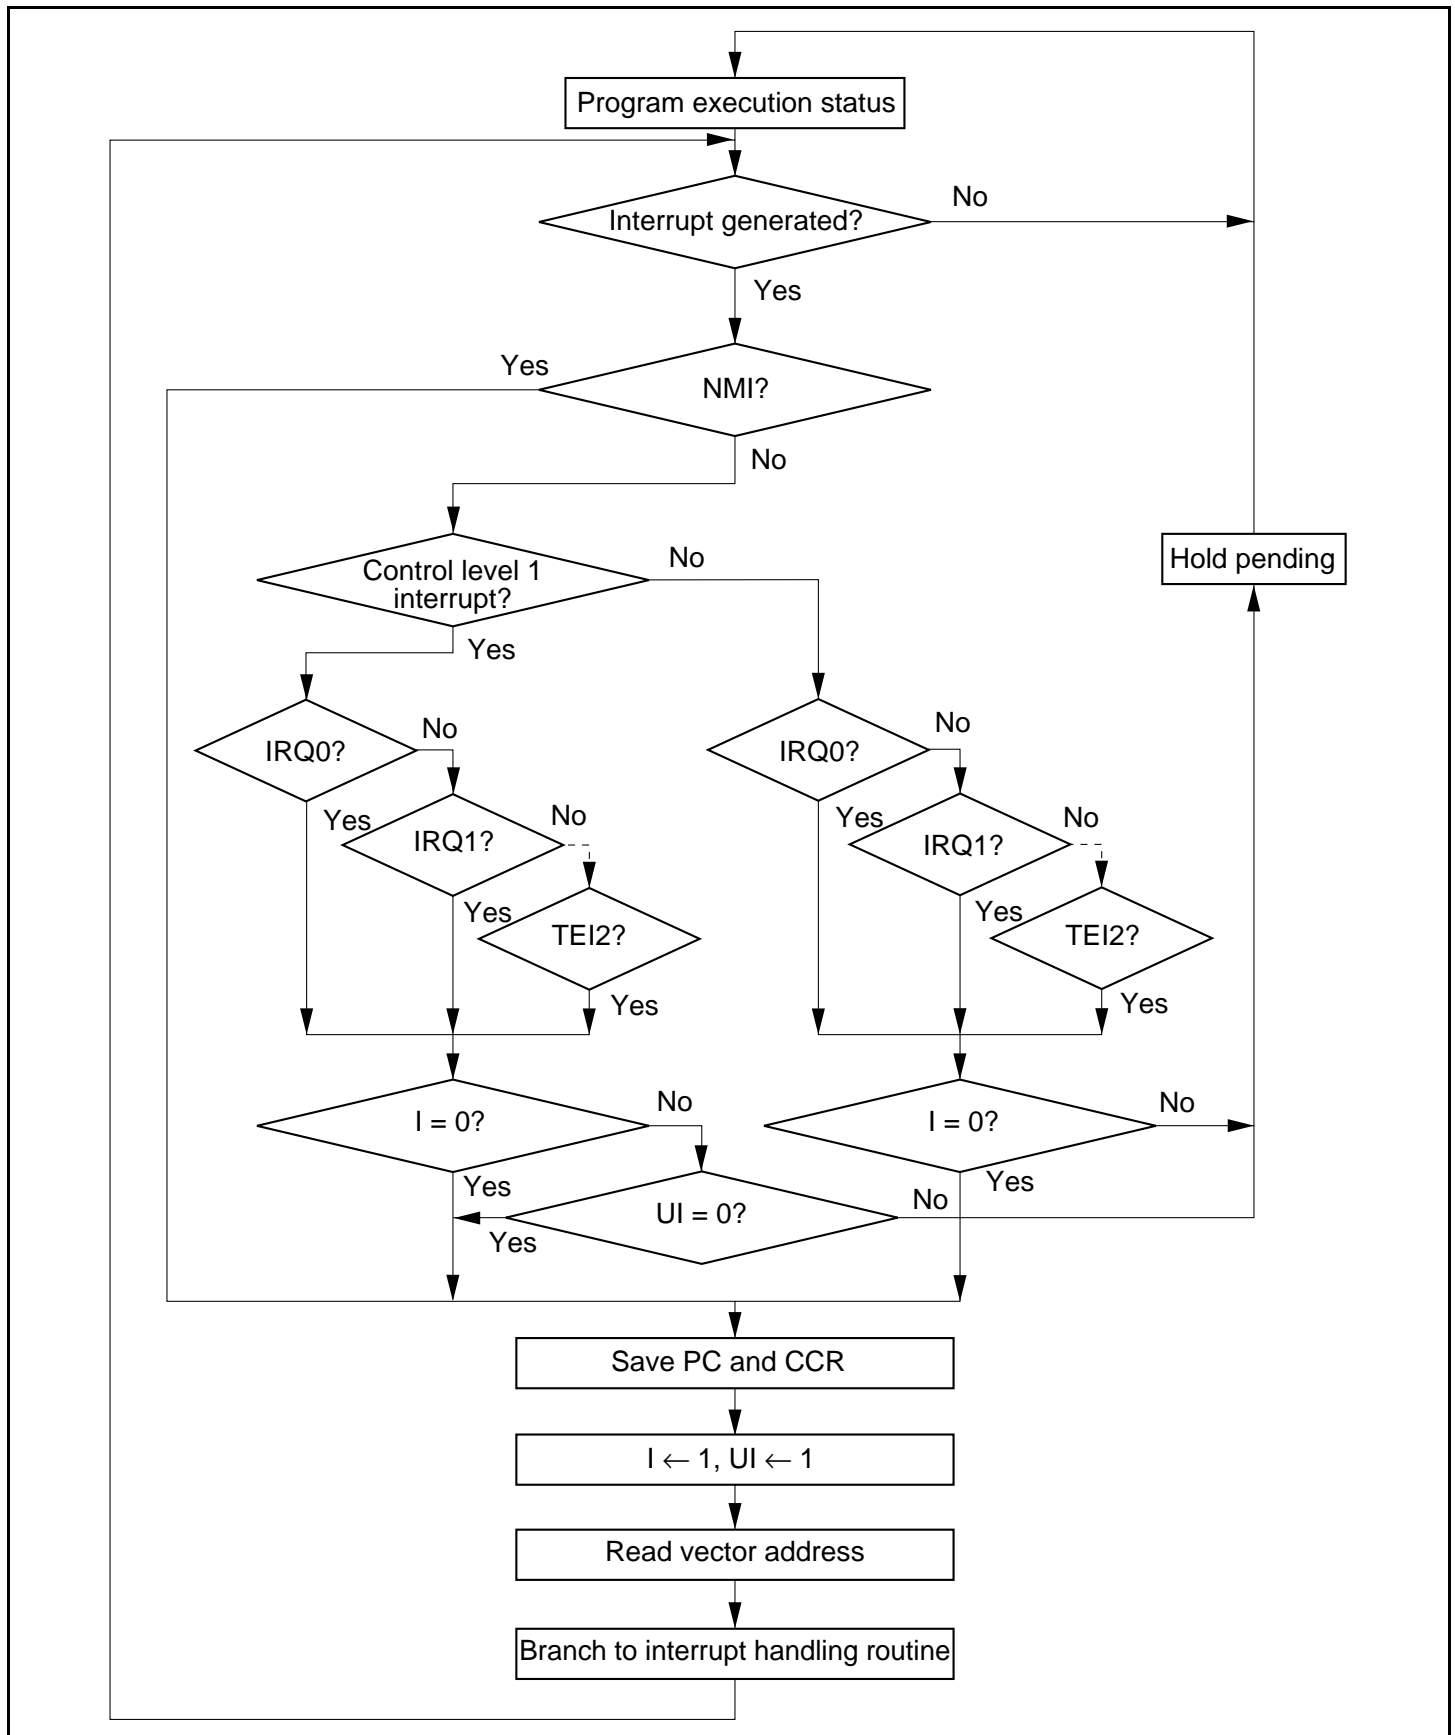 Program execution status
Interrupt generated?
No
Yes
Yes
NMI?
No
Control level 1
interrupt?
No
Hold pending
Yes
IRQ0?
No
IRQ0?
No
Yes
IRQ1?
No
Yes
IRQ1?
No
Yes
TEI2?
Yes
TEI2?
Yes
Yes
I = 0?
No
I = 0?
No
Yes
Yes
UI = 0?
No
Yes
Save PC and CCR
I ← 1, UI ← 1
Read vector address
Branch to interrupt handling routine